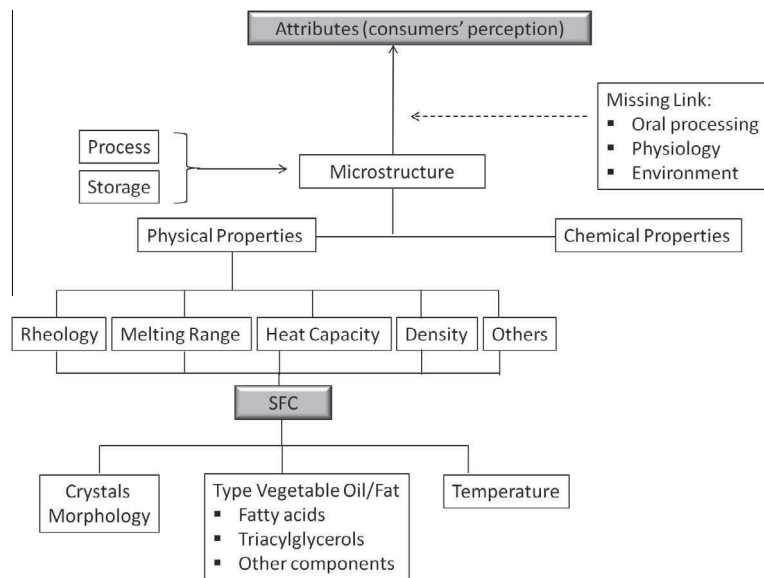 Attributes (consumers' perception)
Missing Link:
▪ Oral processing
▪ Physiology
▪ Environment
Process
Storage
Microstructure
Physical Properties
Chemical Properties
Rheology
Melting Range
Heat Capacity
Density
Others
SFC
Crystals
Morphology
Type Vegetable Oil/Fat
▪ Fatty acids
▪ Triacylglycerols
▪ Other components
Temperature